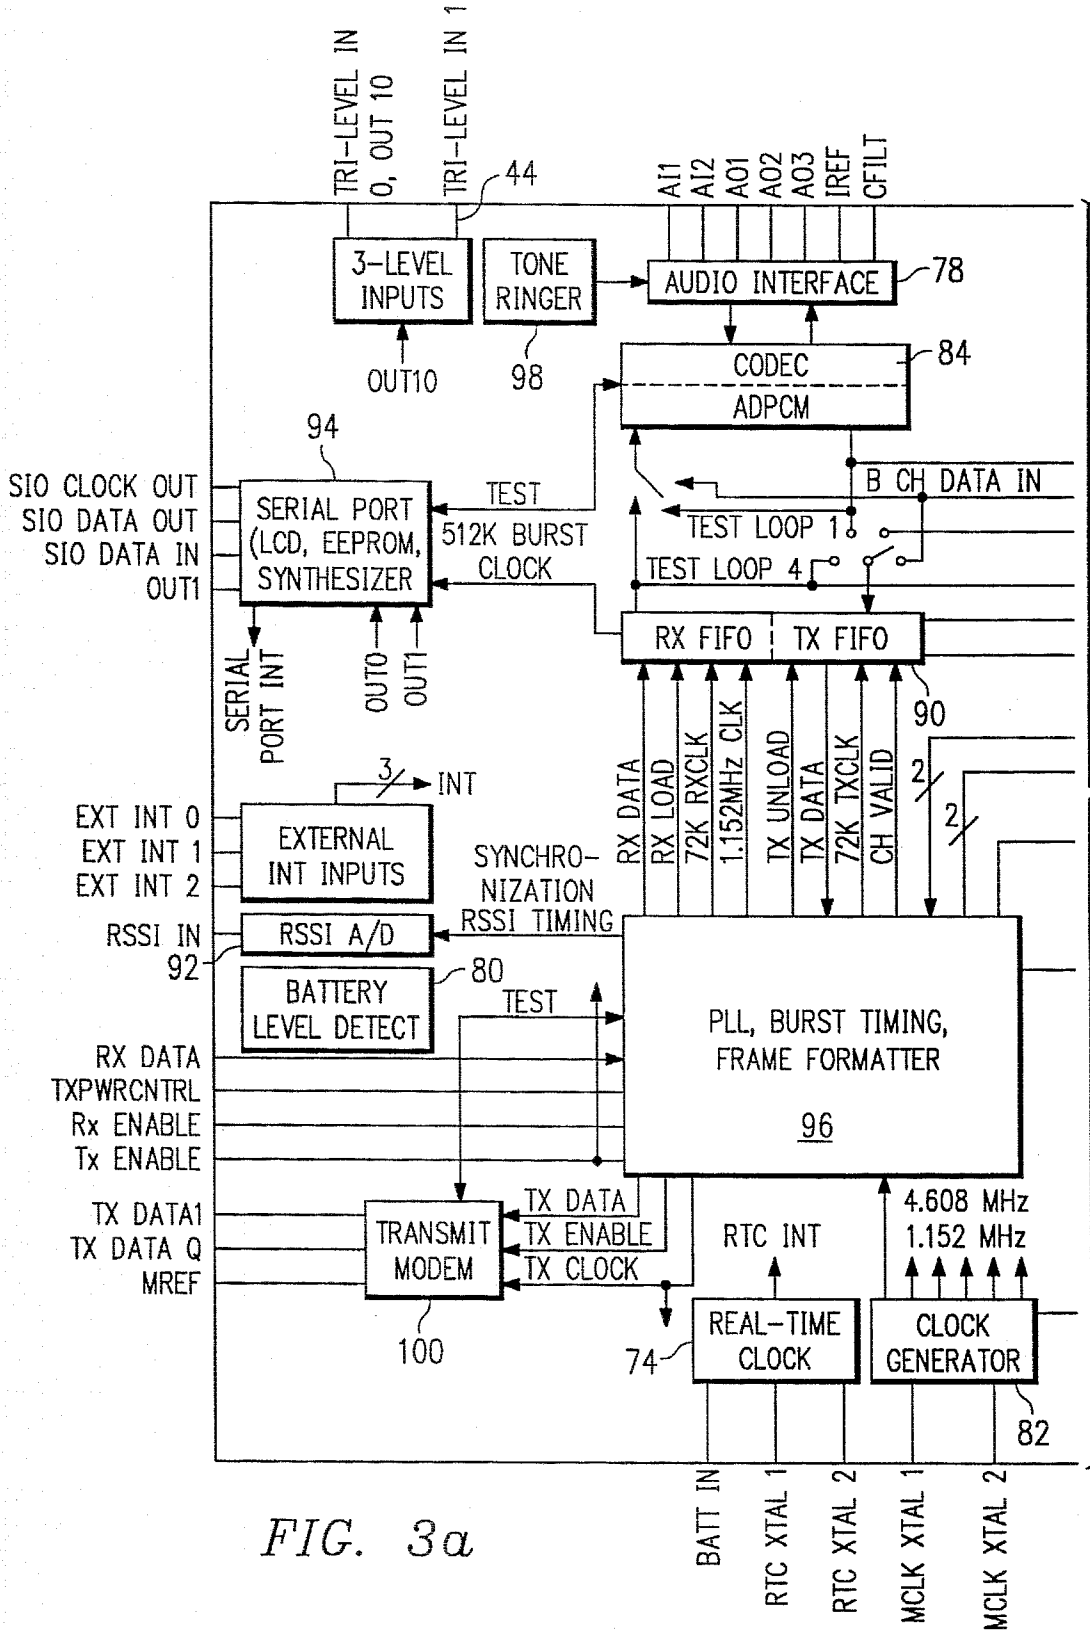 TRI-LEVEL IN
0, OUT 10
TRI-LEVEL IN 1
44
AI1
AI2
AO1
AO2
AO3
IREF
CFILT
3-LEVEL
INPUTS
TONE
RINGER
AUDIO INTERFACE
78
OUT10
98
CODEC
ADPCM
84
94
SIO CLOCK OUT
SIO DATA OUT
SIO DATA IN
OUT1
SERIAL PORT
(LCD, EEPROM,
SYNTHESIZER
TEST
512K BURST
CLOCK
B CH DATA IN
TEST LOOP 1
TEST LOOP 4
RX FIFO
TX FIFO
90
SERIAL
PORT INT
OUT0
OUT1
RX DATA
RX LOAD
72K RXCLK
1.152MHz CLK
TX UNLOAD
TX DATA
72K TXCLK
CH VALID
2
2
3
INT
EXT INT 0
EXT INT 1
EXT INT 2
EXTERNAL
INT INPUTS
SYNCHRO-
NIZATION
RSSI TIMING
RSSI IN
92
RSSI A/D
BATTERY
LEVEL DETECT
80
TEST
PLL, BURST TIMING,
FRAME FORMATTER
96
RX DATA
TXPWRCNTRL
Rx ENABLE
Tx ENABLE
TX DATA1
TX DATA Q
MREF
TRANSMIT
MODEM
100
TX DATA
TX ENABLE
TX CLOCK
RTC INT
4.608 MHz
1.152 MHz
74
REAL-TIME
CLOCK
CLOCK
GENERATOR
82
BATT IN
RTC XTAL 1
RTC XTAL 2
MCLK XTAL 1
MCLK XTAL 2
FIG. 3a